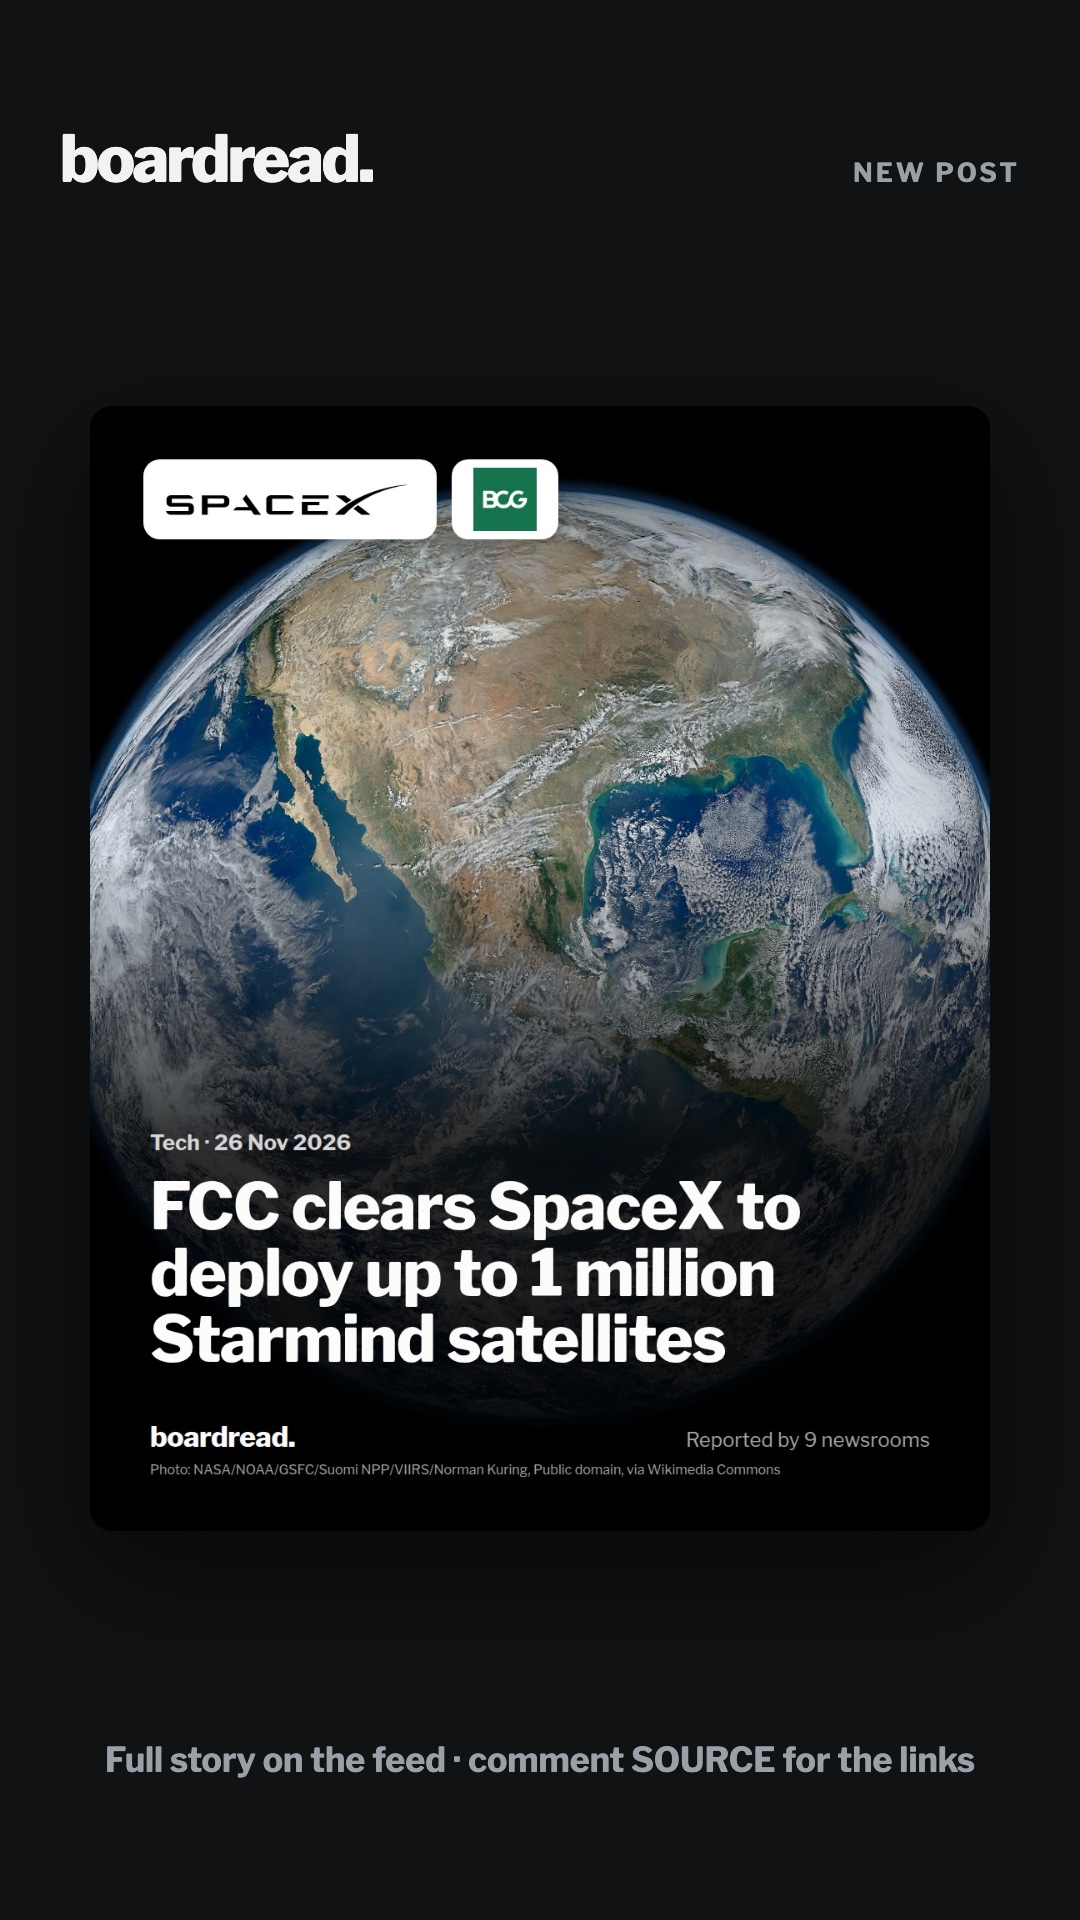 boardread.
NEW POST
SPACEX
BCG
Tech · 26 Nov 2026
FCC clears SpaceX to
deploy up to 1 million
Starmind satellites
boardread.
Reported by 9 newsrooms
Photo: NASA/NOAA/GSFC/Suomi NPP/VIIRS/Norman Kuring, Public domain, via Wikimedia Commons
Full story on the feed · comment SOURCE for the links